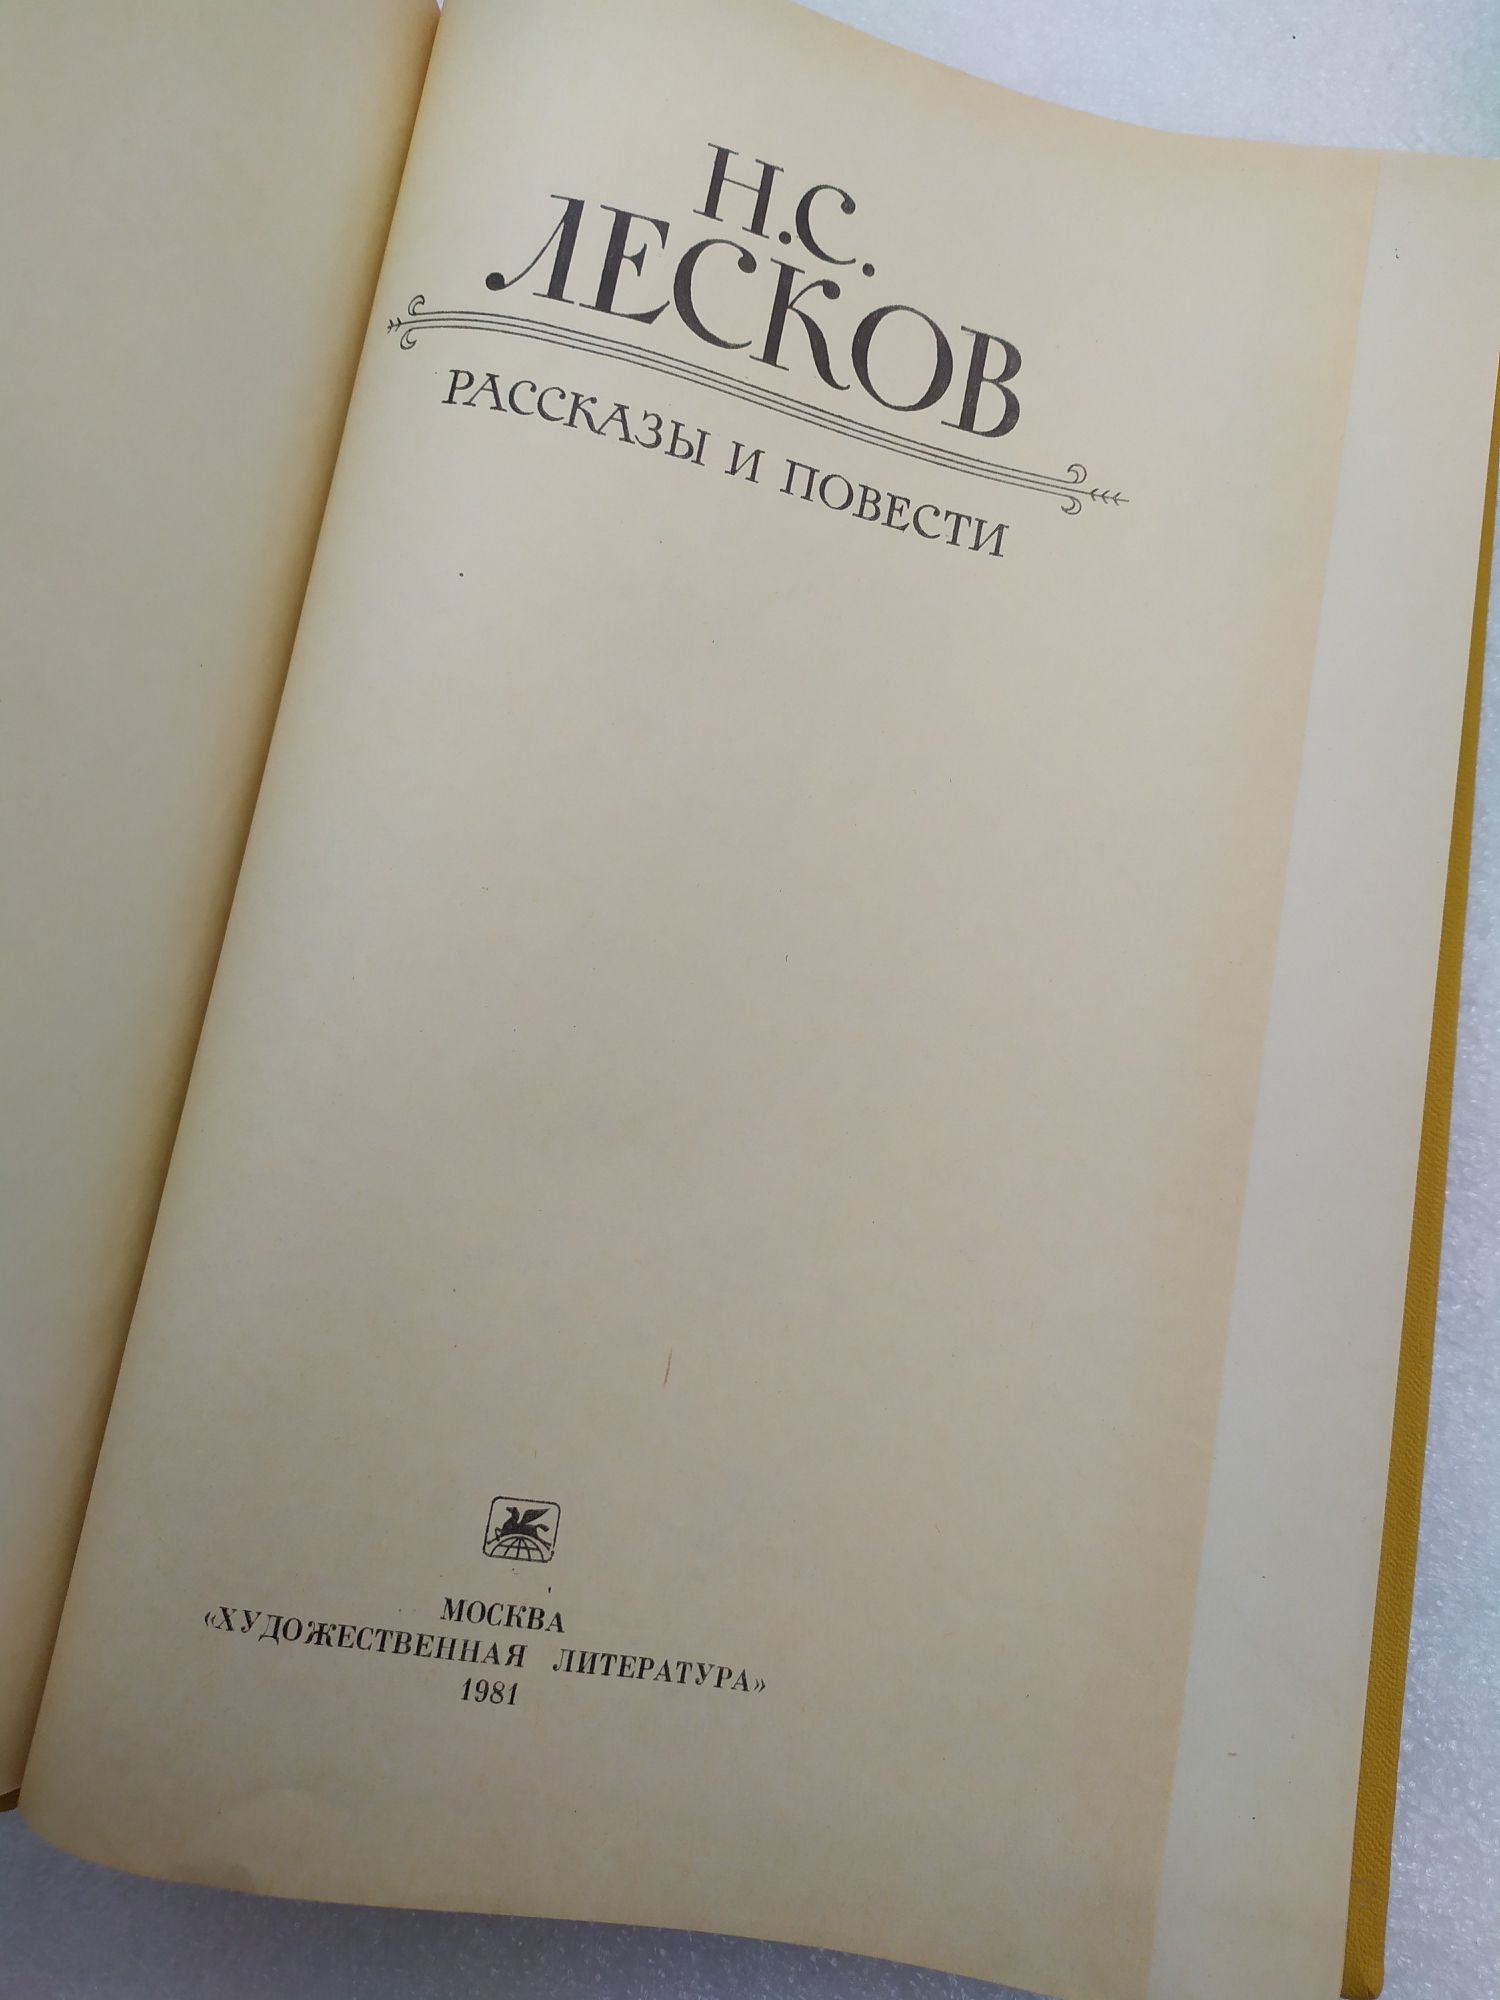 Н.С.
ЛЕСКОВ
РАССКАЗЫ И ПОВЕСТИ
МОСКВА
«ХУДОЖЕСТВЕННАЯ ЛИТЕРАТУРА»
1981